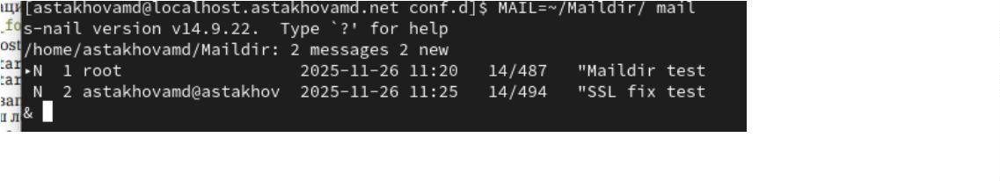 [astakhovamd@localhost.astakhovamd.net conf.d]$ MAIL=~/Maildir/ mail
s-nail version v14.9.22.  Type `?' for help
/home/astakhovamd/Maildir: 2 messages 2 new
▸N  1 root                 2025-11-26 11:20   14/487   "Maildir test
 N  2 astakhovamd@astakhov  2025-11-26 11:25   14/494   "SSL fix test
&